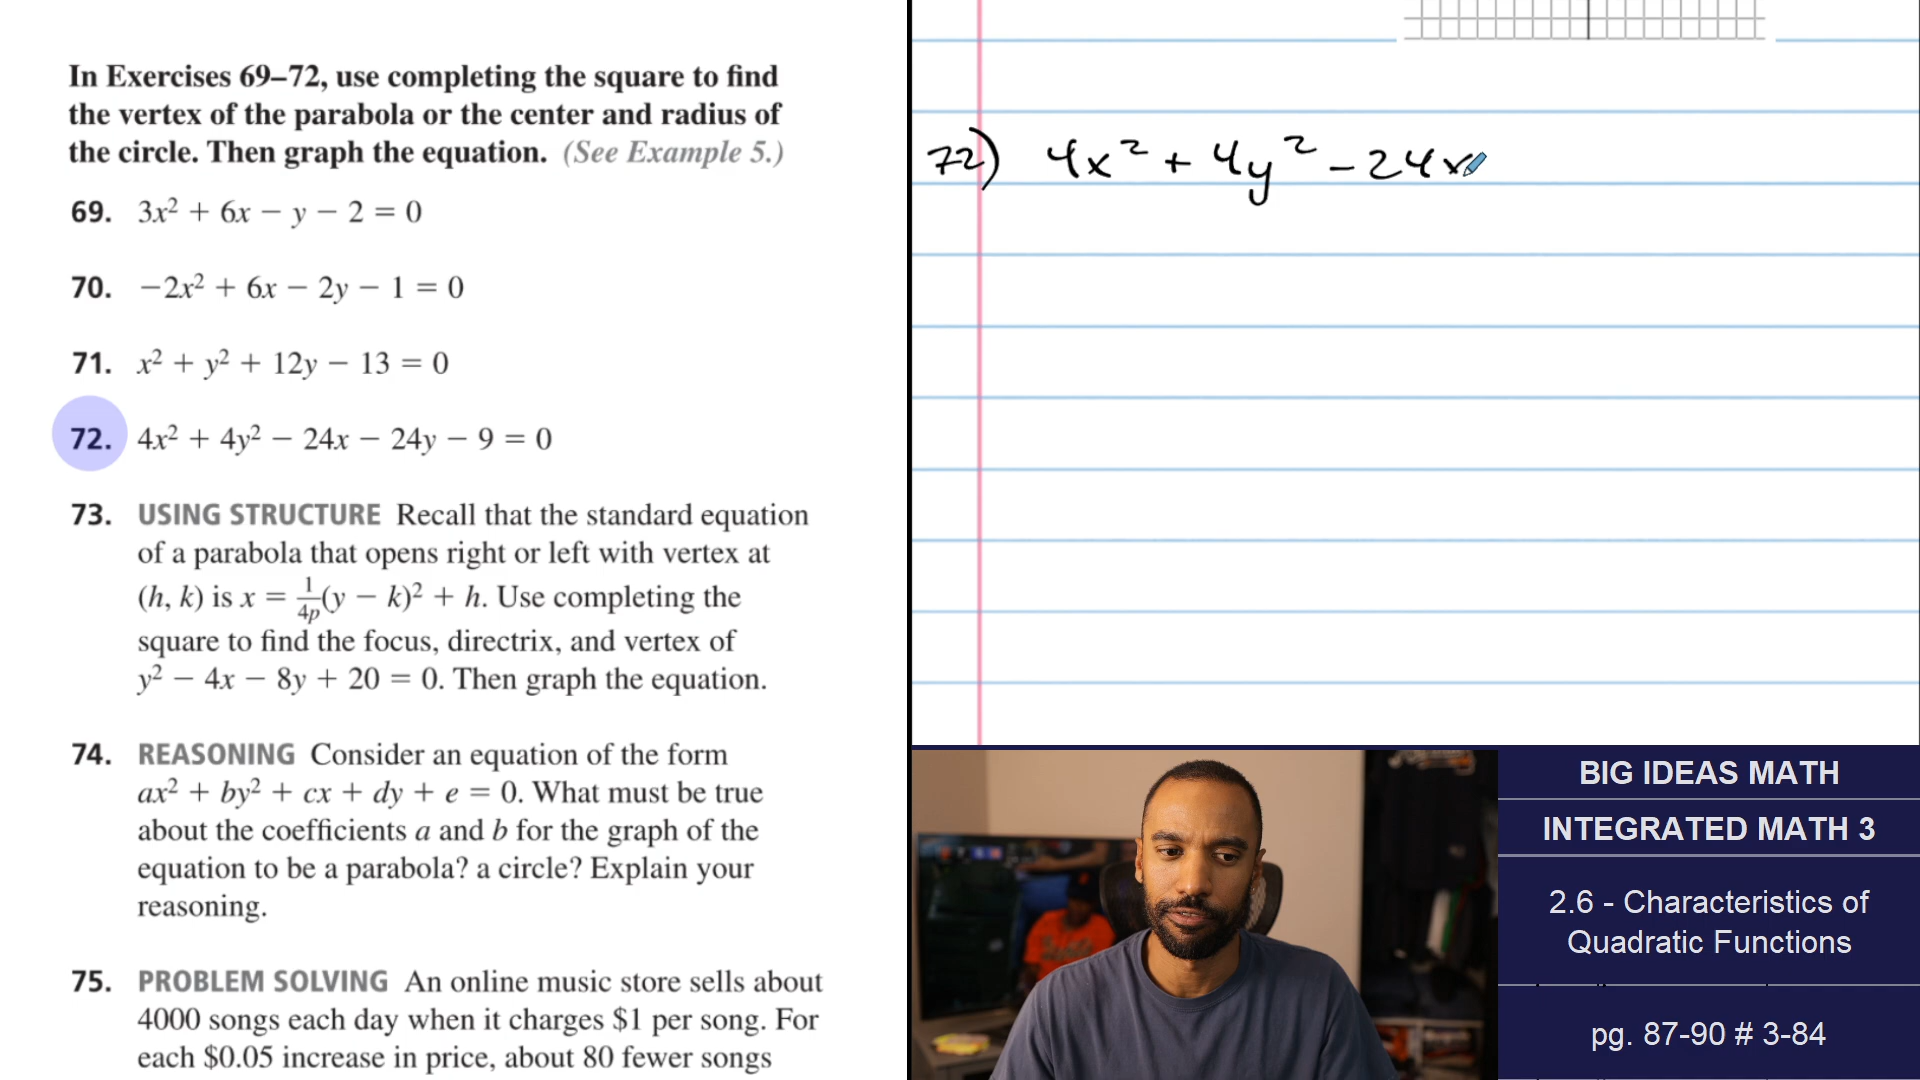 In Exercises 69–72, use completing the square to find
the vertex of the parabola or the center and radius of
the circle. Then graph the equation. (See Example 5.)
69. 3x² + 6x − y − 2 = 0
70. −2x² + 6x − 2y − 1 = 0
71. x² + y² + 12y − 13 = 0
72. 4x² + 4y² − 24x − 24y − 9 = 0
73. USING STRUCTURE Recall that the standard equation
of a parabola that opens right or left with vertex at
(h, k) is x = 1/4p(y − k)² + h. Use completing the
square to find the focus, directrix, and vertex of
y² − 4x − 8y + 20 = 0. Then graph the equation.
74. REASONING Consider an equation of the form
ax² + by² + cx + dy + e = 0. What must be true
about the coefficients a and b for the graph of the
equation to be a parabola? a circle? Explain your
reasoning.
75. PROBLEM SOLVING An online music store sells about
4000 songs each day when it charges $1 per song. For
each $0.05 increase in price, about 80 fewer songs
72) 4x² + 4y² − 24x
BIG IDEAS MATH
INTEGRATED MATH 3
2.6 - Characteristics of
Quadratic Functions
pg. 87-90 # 3-84